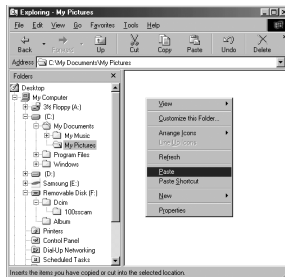 Exploring - My Pictures
File Edit View Go Favorites Tools Help
Back Forward Up Cut Copy Paste Undo Delete
Address C:\My Documents\My Pictures
Folders
Desktop
My Computer
3½ Floppy (A:)
(C:)
My Documents
My Music
My Pictures
Program Files
Windows
(D:)
Samsung (E:)
Removable Disk (F:)
Dcim
100sscam
Album
Printers
Control Panel
Dial-Up Networking
Scheduled Tasks
View
Customize this Folder...
Arrange Icons
Line Up Icons
Refresh
Paste
Paste Shortcut
New
Properties
Inserts the items you have copied or cut into the selected location.